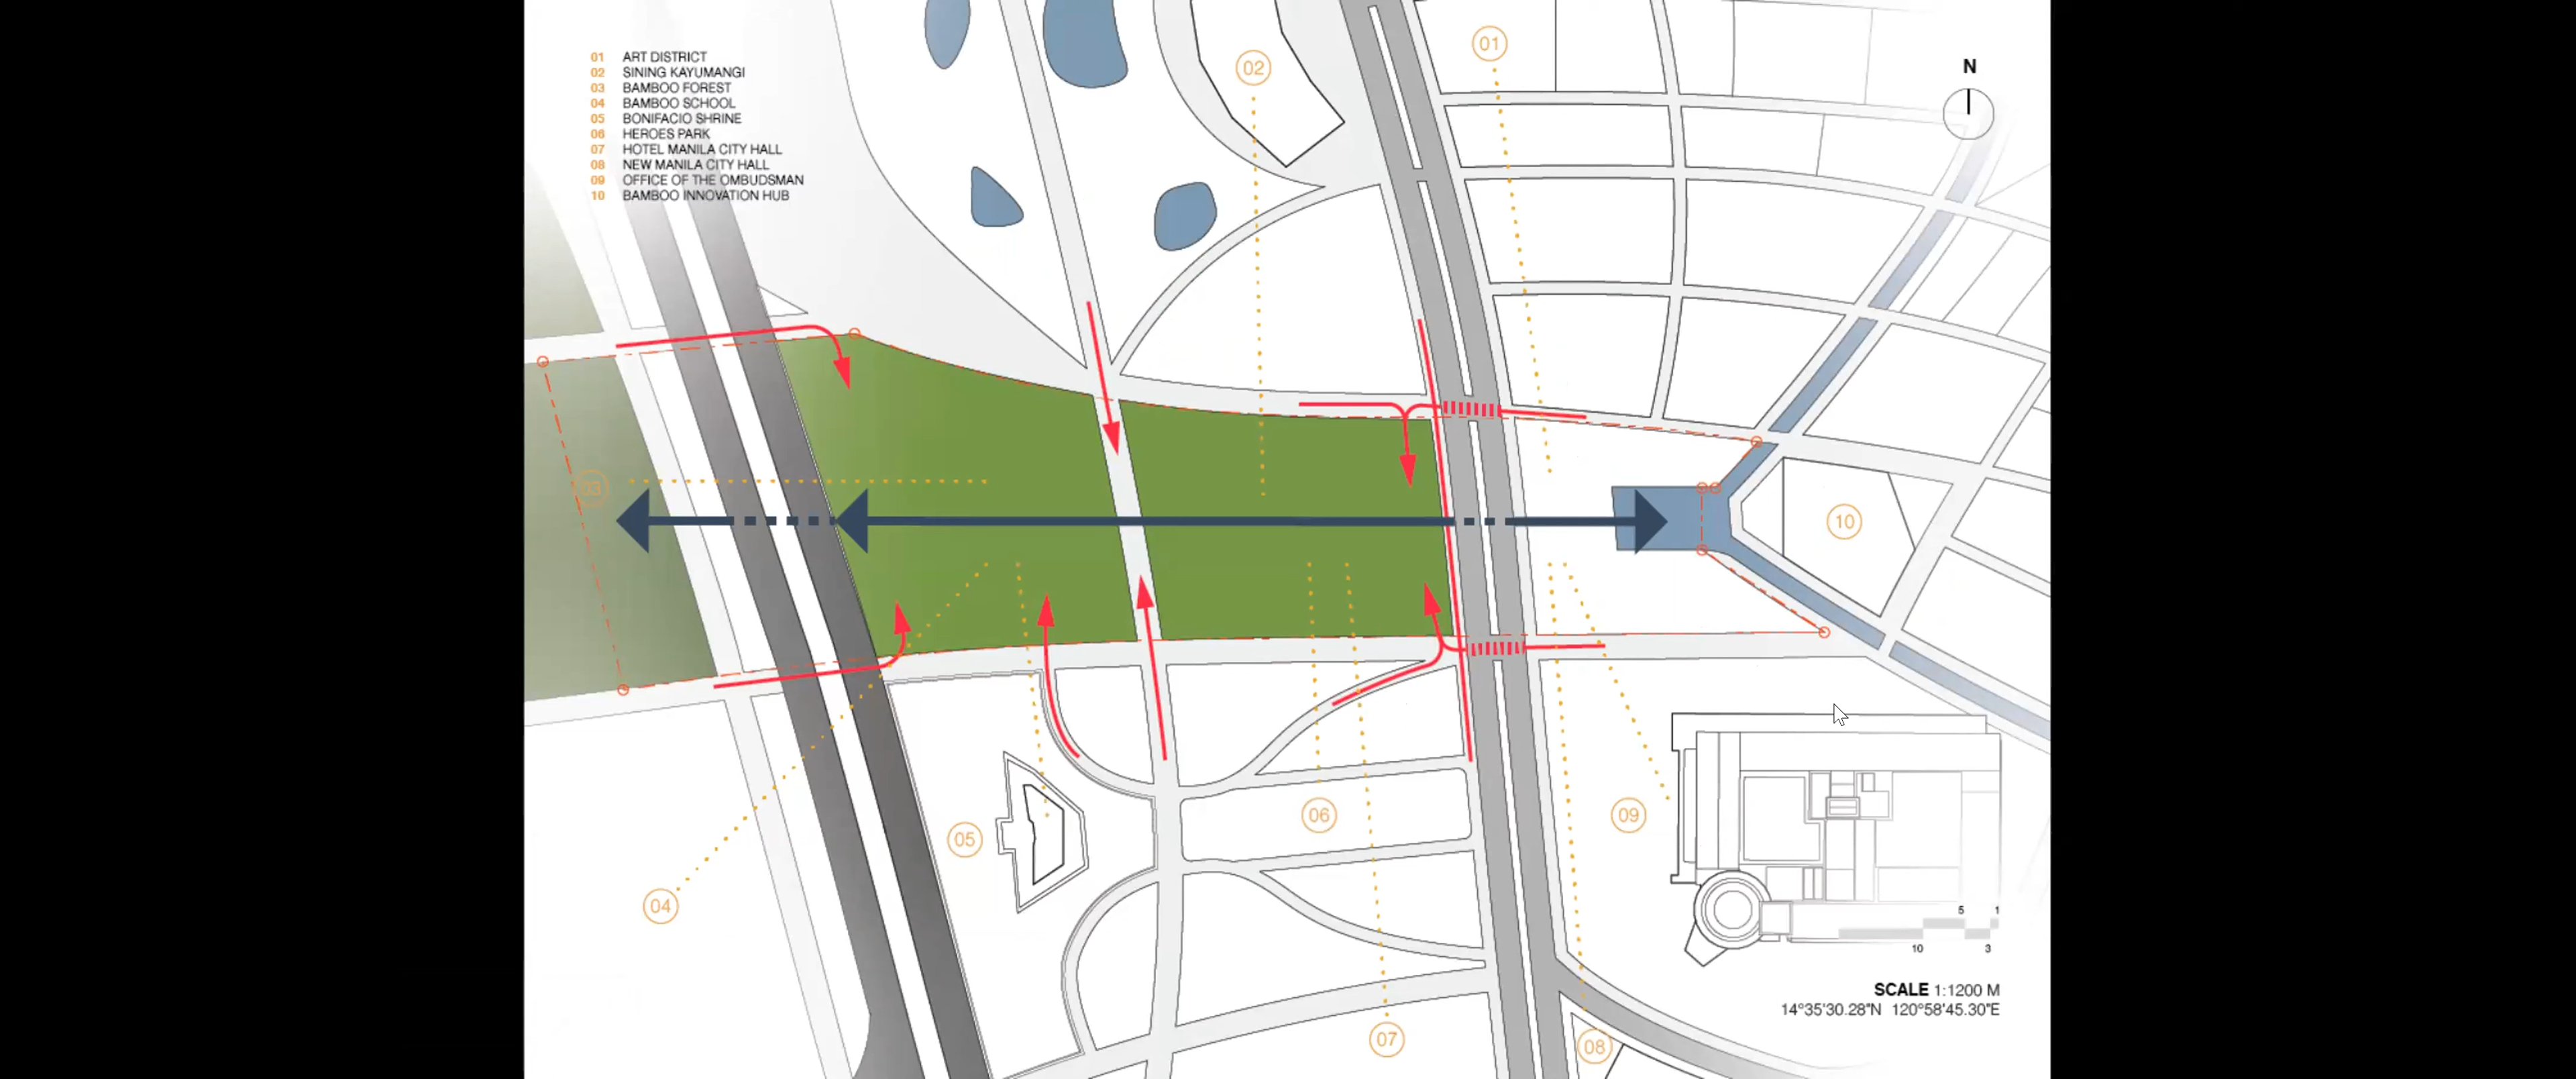 01 ART DISTRICT
02 SINING KAYUMANGI
03 BAMBOO FOREST
04 BAMBOO SCHOOL
05 BONIFACIO SHRINE
06 HEROES PARK
07 HOTEL MANILA CITY HALL
08 NEW MANILA CITY HALL
09 OFFICE OF THE OMBUDSMAN
10 BAMBOO INNOVATION HUB
01
02
N
03
10
06
09
05
04
5 1
10 3
SCALE 1:1200 M
14°35'30.28"N 120°58'45.30"E
07
08